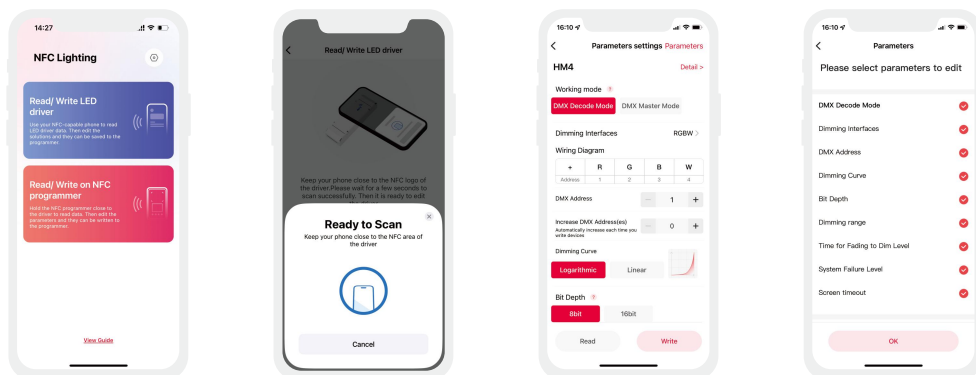 14:27
NFC Lighting
Read/ Write LED
driver
Use your NFC-capable phone to read
LED driver data. Then edit the
solutions and they can be saved to the
programmer.
Read/ Write on NFC
programmer
Hold the NFC programmer close to
the driver to read data. Then edit the
parameters and they can be written to
the programmer.
View Guide
Read/ Write LED driver
Keep your phone close to the NFC logo of
the driver.Please wait for a few seconds to
scan successfully. Then it is ready to edit
Ready to Scan
Keep your phone close to the NFC area of
the driver
Cancel
16:10
Parameters settings Parameters
HM4 Detail >
Working mode ?
DMX Decode Mode DMX Master Mode
Dimming Interfaces RGBW >
Wiring Diagram
+ R G B W
Address 1 2 3 4
DMX Address − 1 +
Increase DMX Address(es)
Automatically increase each time you
write devices
− 0 +
Dimming Curve
Logarithmic Linear
Bit Depth ?
8bit 16bit
Read Write
16:10
Parameters
Please select parameters to edit
DMX Decode Mode
Dimming Interfaces
DMX Address
Dimming Curve
Bit Depth
Dimming range
Time for Fading to Dim Level
System Failure Level
Screen timeout
OK